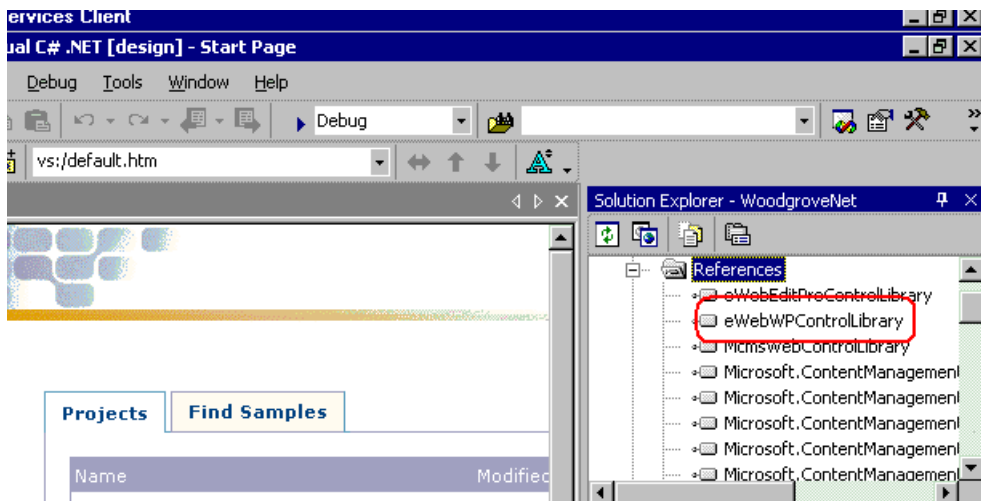 ervices Client
ual C# .NET [design] - Start Page
Debug Tools Window Help
Debug
vs:/default.htm
Solution Explorer - WoodgroveNet
References
eWebEditProControlLibrary
eWebWPControlLibrary
McmsWebControlLibrary
Microsoft.ContentManagement
Microsoft.ContentManagement
Microsoft.ContentManagement
Microsoft.ContentManagement
Microsoft.ContentManagement
Projects Find Samples
Name Modified